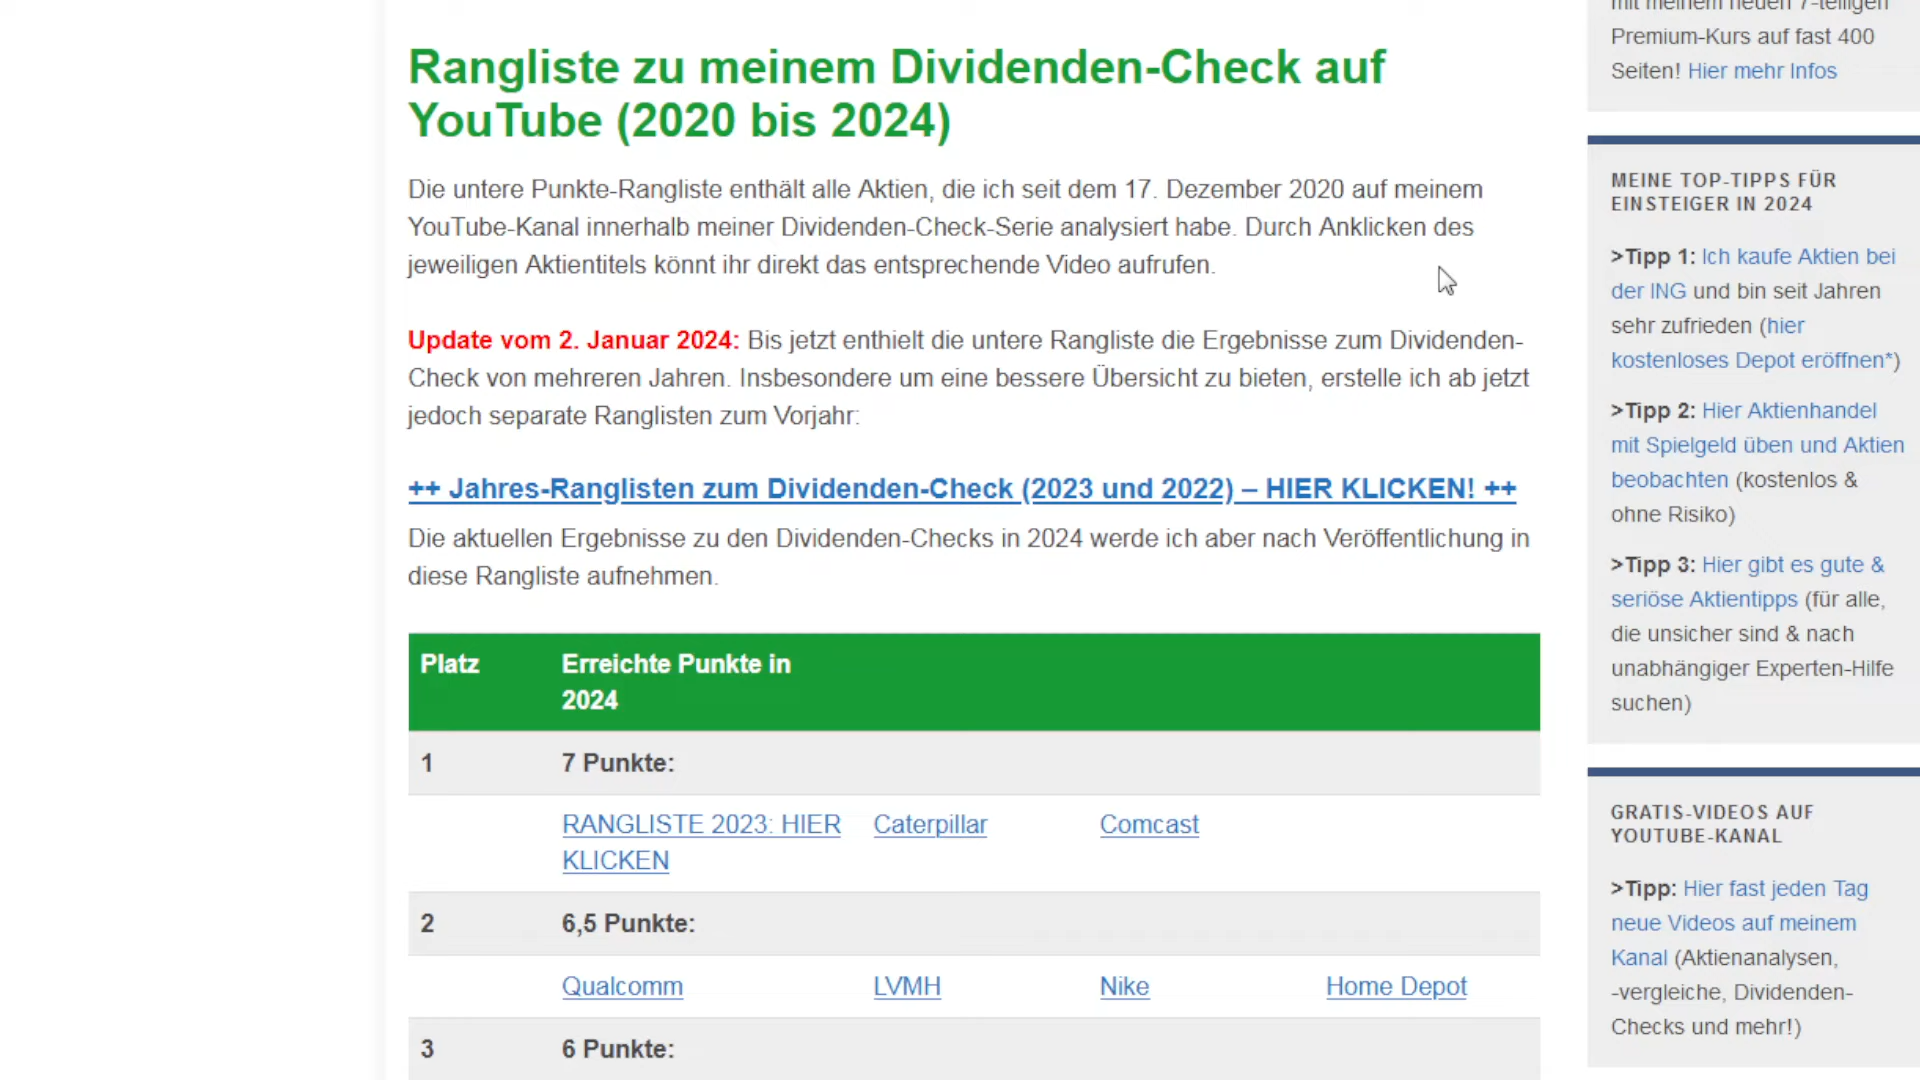 Rangliste zu meinem Dividenden-Check auf
YouTube (2020 bis 2024)
Die untere Punkte-Rangliste enthält alle Aktien, die ich seit dem 17. Dezember 2020 auf meinem
YouTube-Kanal innerhalb meiner Dividenden-Check-Serie analysiert habe. Durch Anklicken des
jeweiligen Aktientitels könnt ihr direkt das entsprechende Video aufrufen.
Update vom 2. Januar 2024: Bis jetzt enthielt die untere Rangliste die Ergebnisse zum Dividenden-
Check von mehreren Jahren. Insbesondere um eine bessere Übersicht zu bieten, erstelle ich ab jetzt
jedoch separate Ranglisten zum Vorjahr:
++ Jahres-Ranglisten zum Dividenden-Check (2023 und 2022) – HIER KLICKEN! ++
Die aktuellen Ergebnisse zu den Dividenden-Checks in 2024 werde ich aber nach Veröffentlichung in
diese Rangliste aufnehmen.
Platz Erreichte Punkte in
2024
1 7 Punkte:
RANGLISTE 2023: HIER Caterpillar Comcast
KLICKEN
2 6,5 Punkte:
Qualcomm LVMH Nike Home Depot
3 6 Punkte:
mit meinem neuen 7-teiligen
Premium-Kurs auf fast 400
Seiten! Hier mehr Infos
MEINE TOP-TIPPS FÜR
EINSTEIGER IN 2024
>Tipp 1: Ich kaufe Aktien bei
der ING und bin seit Jahren
sehr zufrieden (hier
kostenloses Depot eröffnen*)
>Tipp 2: Hier Aktienhandel
mit Spielgeld üben und Aktien
beobachten (kostenlos &
ohne Risiko)
>Tipp 3: Hier gibt es gute &
seriöse Aktientipps (für alle,
die unsicher sind & nach
unabhängiger Experten-Hilfe
suchen)
GRATIS-VIDEOS AUF
YOUTUBE-KANAL
>Tipp: Hier fast jeden Tag
neue Videos auf meinem
Kanal (Aktienanalysen,
-vergleiche, Dividenden-
Checks und mehr!)